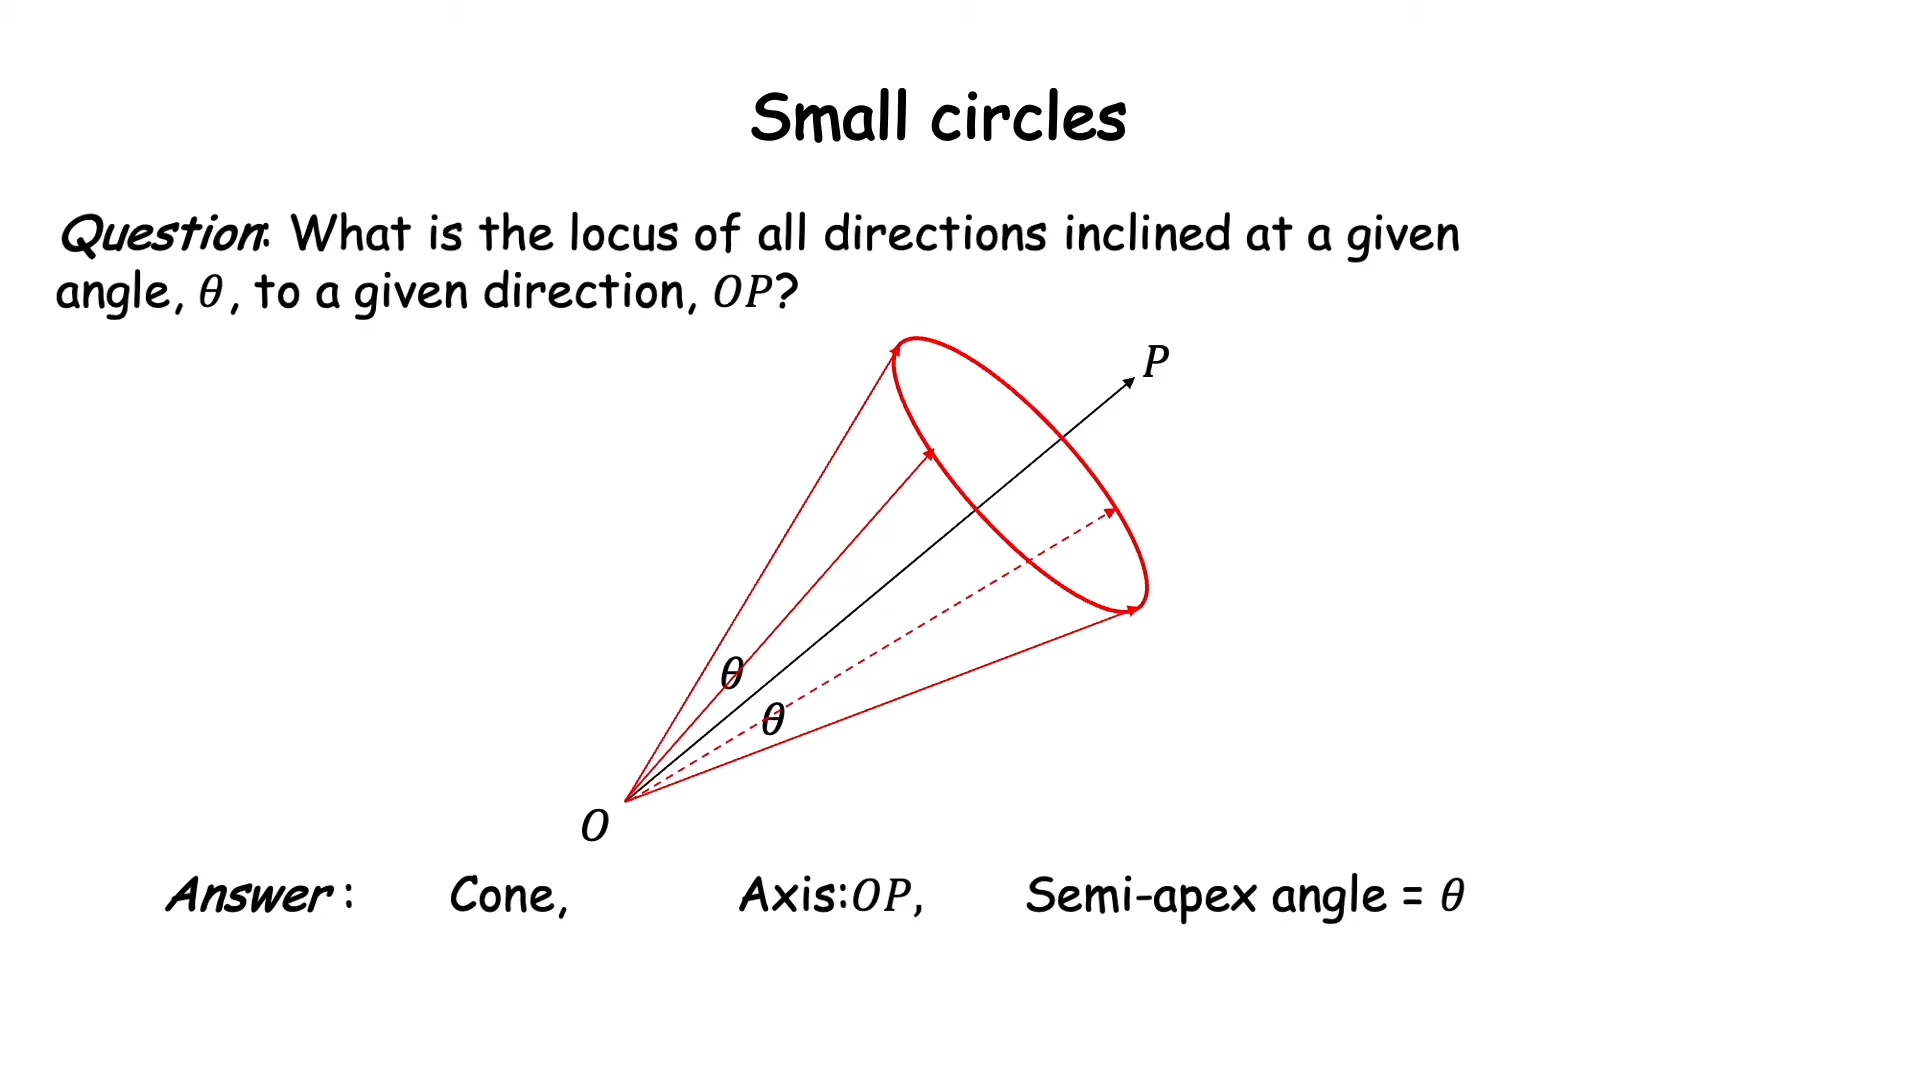 Small circles
Question: What is the locus of all directions inclined at a given
angle, θ, to a given direction, OP?
P
θ
θ
O
Answer : Cone, Axis:OP, Semi-apex angle = θ